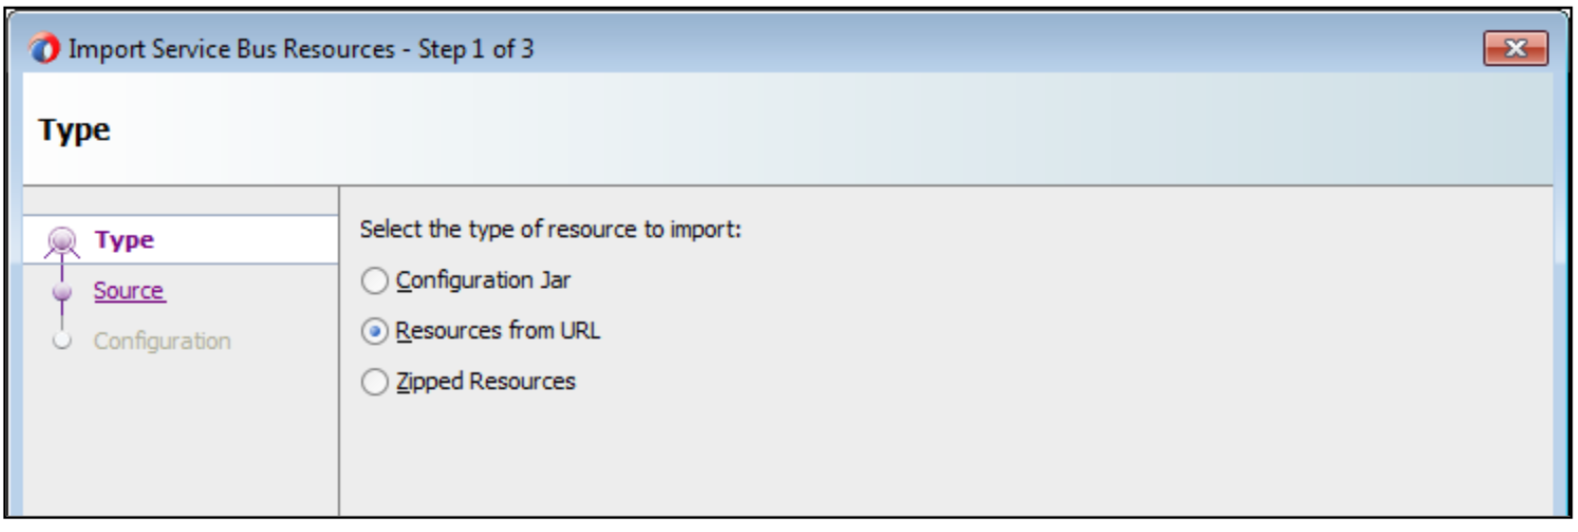 Import Service Bus Resources - Step 1 of 3
Type
Type
Source
Configuration
Select the type of resource to import:
Configuration Jar
Resources from URL
Zipped Resources